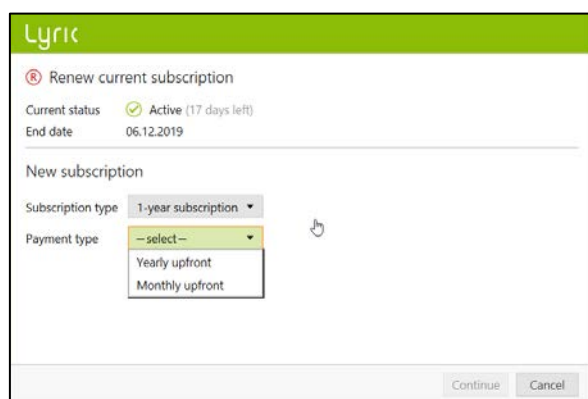 Lyric
R Renew current subscription
Current status Active (17 days left)
End date 06.12.2019
New subscription
Subscription type 1-year subscription
Payment type —select—
Yearly upfront
Monthly upfront
Continue Cancel